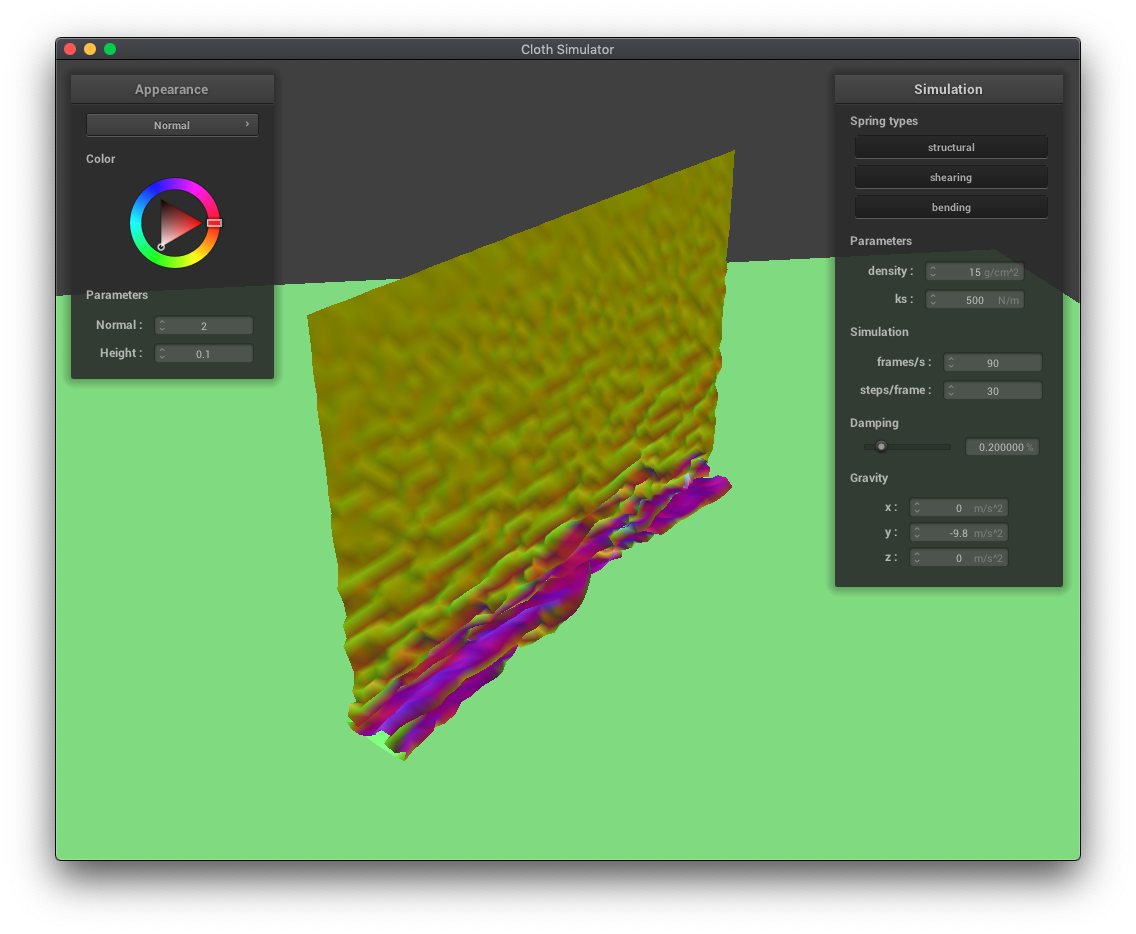 Cloth Simulator
Appearance
Normal ›
Color
Parameters
Normal : 2
Height : 0.1
Simulation
Spring types
structural
shearing
bending
Parameters
density : 15 g/cm^2
ks : 500 N/m
Simulation
frames/s : 90
steps/frame : 30
Damping
0.200000 %
Gravity
x : 0 m/s^2
y : -9.8 m/s^2
z : 0 m/s^2